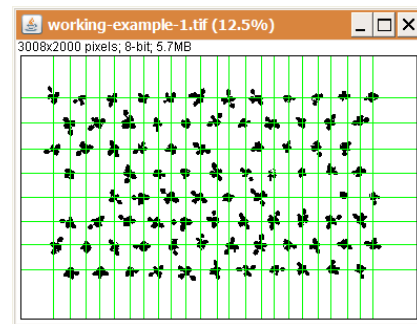 working-example-1.tif (12.5%)
3008x2000 pixels; 8-bit; 5.7MB